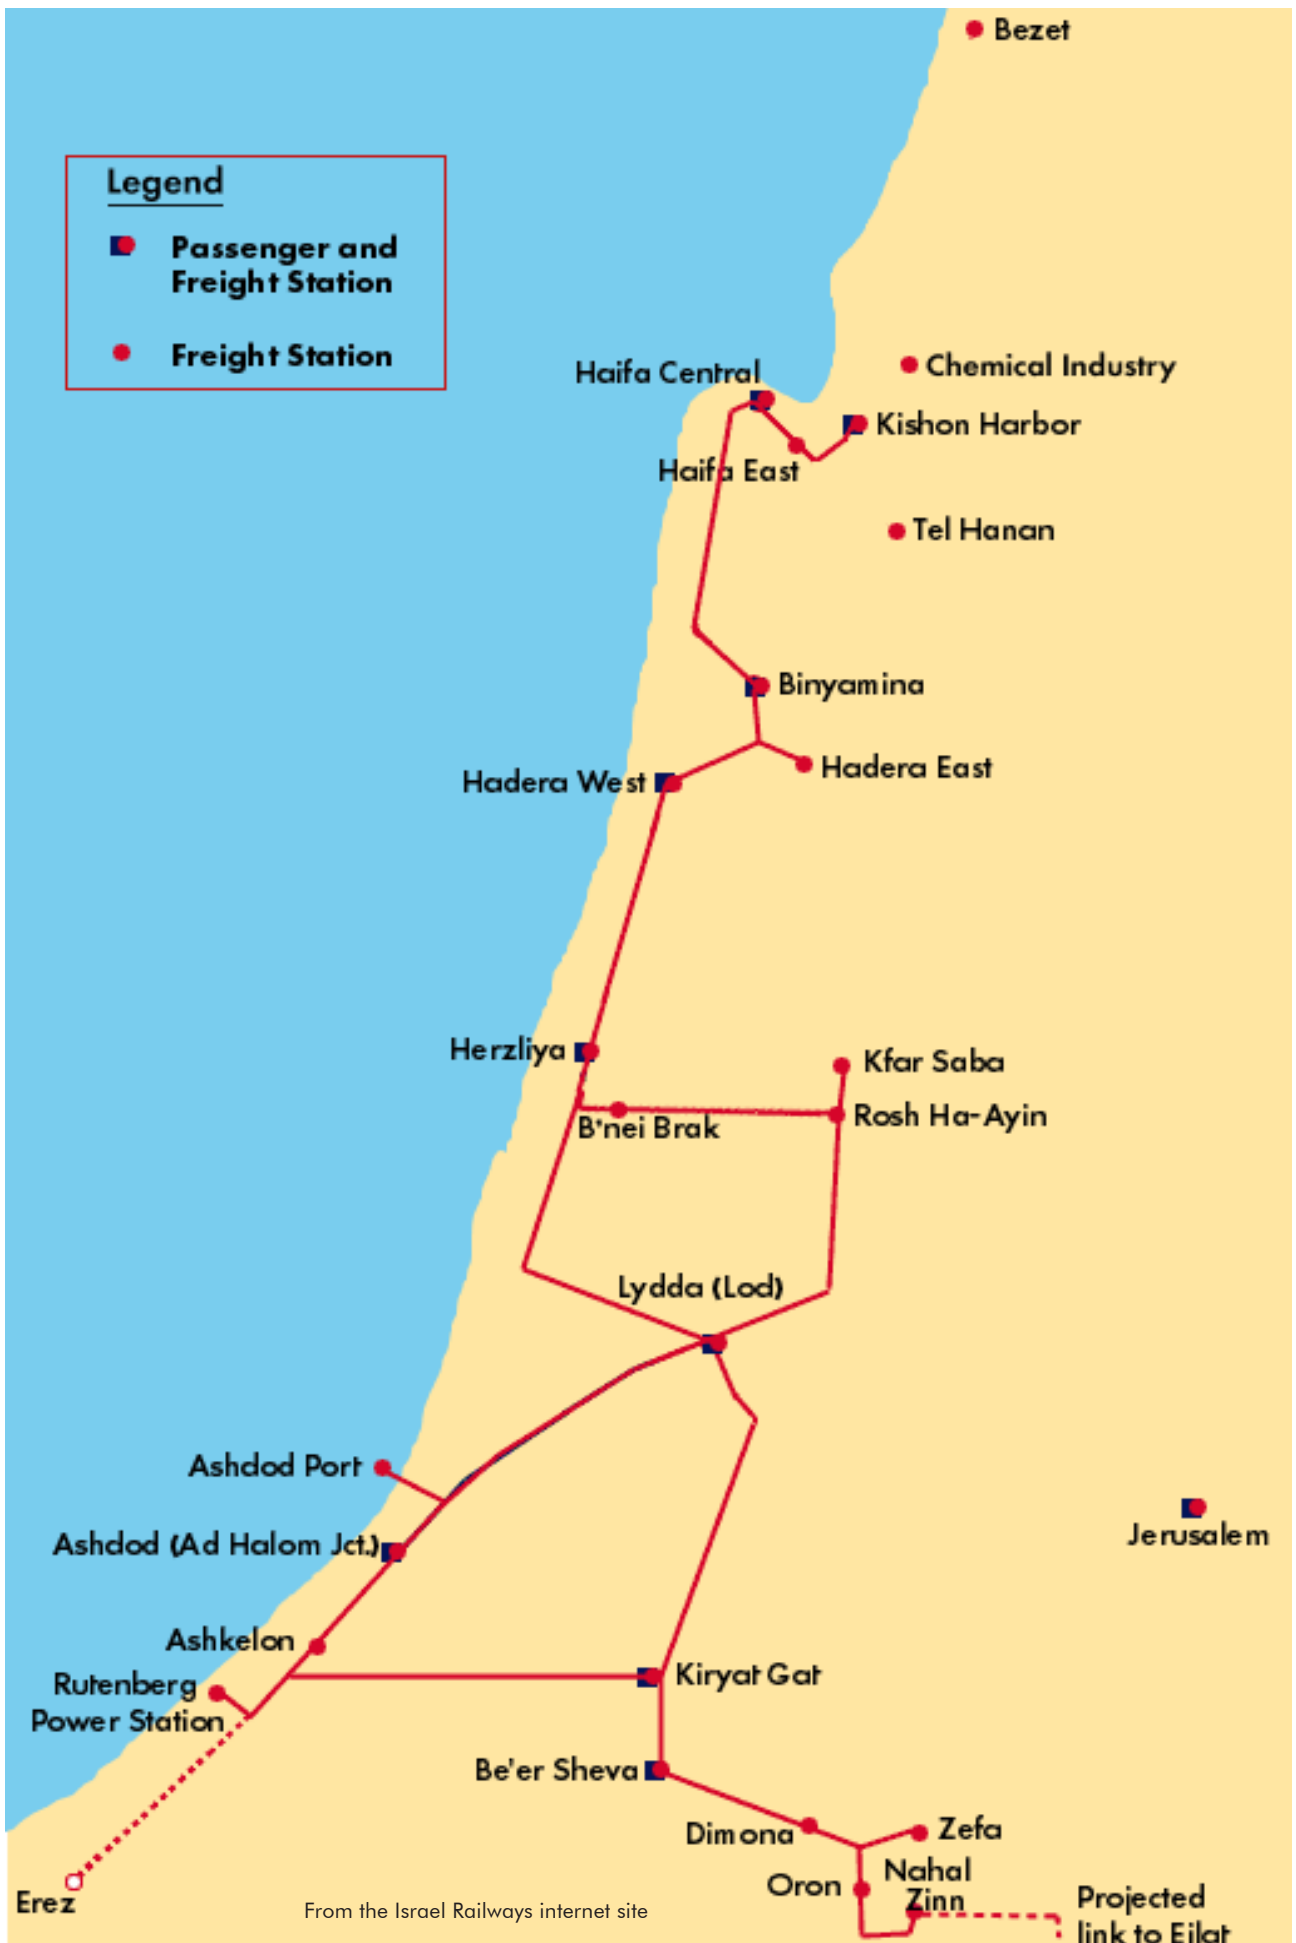 Bezet
Legend
Passenger and
Freight Station
Freight Station
Haifa Central
Chemical Industry
Kishon Harbor
Haifa East
Tel Hanan
Binyamina
Hadera East
Hadera West
Herzliya
Kfar Saba
Rosh Ha-Ayin
B'nei Brak
Lydda (Lod)
Ashdod Port
Jerusalem
Ashdod (Ad Halom Jct.)
Ashkelon
Kiryat Gat
Rutenberg
Power Station
Be'er Sheva
Dimona
Zefa
Nahal
Zinn
Oron
Erez
From the Israel Railways internet site
Projected
link to Eilat